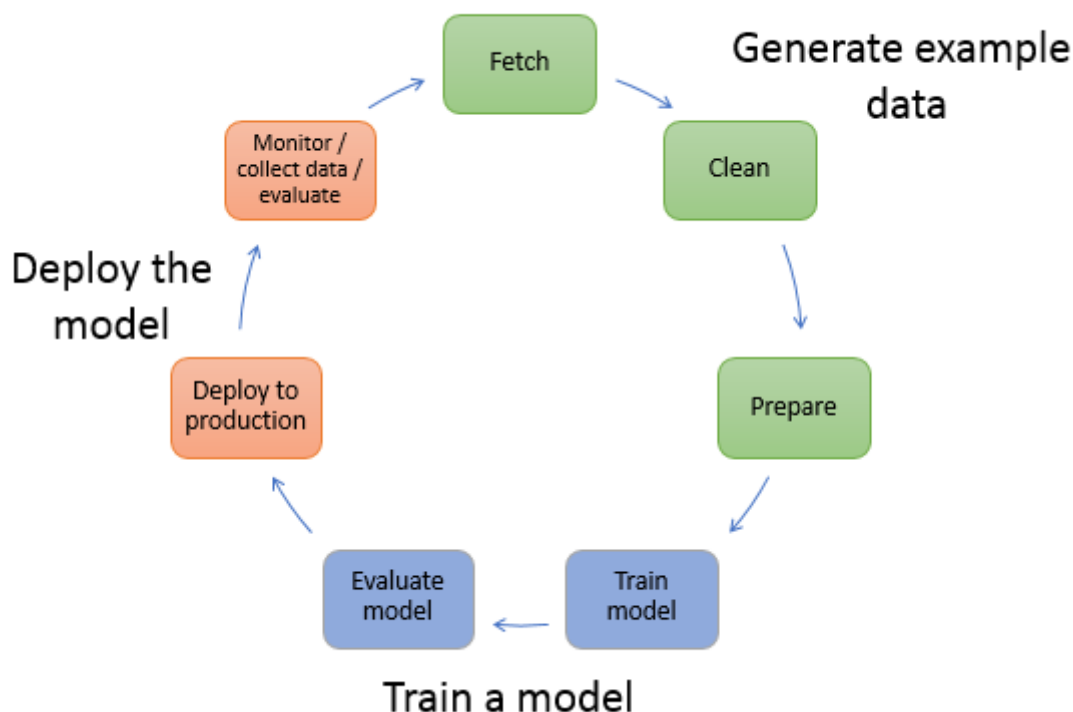 Fetch
Generate example
data
Clean
Prepare
Train
model
Train a model
Evaluate
model
Deploy to
production
Deploy the
model
Monitor /
collect data /
evaluate